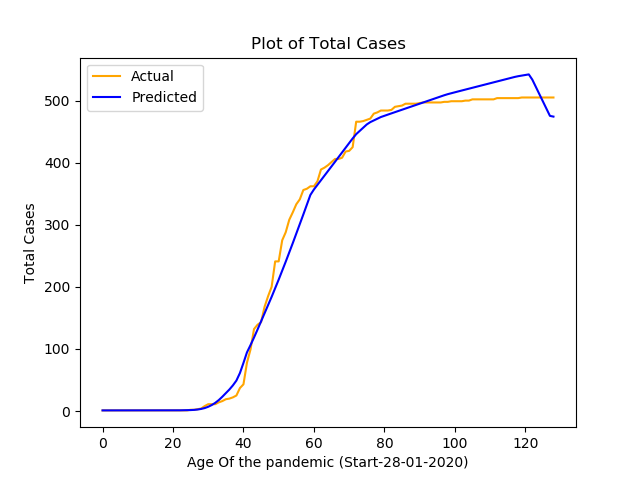 Plot of Total Cases
Actual
Predicted
500
400
300
200
100
0
Total Cases
0 20 40 60 80 100 120
Age Of the pandemic (Start-28-01-2020)